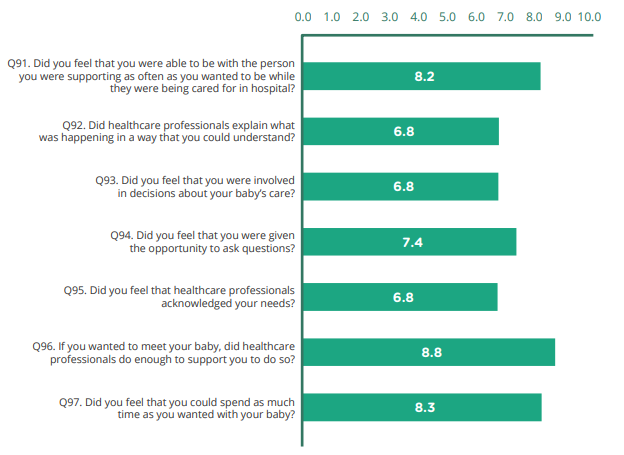 0.0 1.0 2.0 3.0 4.0 5.0 6.0 7.0 8.0 9.0 10.0
Q91. Did you feel that you were able to be with the person
you were supporting as often as you wanted to be while
they were being cared for in hospital?
8.2
Q92. Did healthcare professionals explain what
was happening in a way that you could understand?
6.8
Q93. Did you feel that you were involved
in decisions about your baby's care?
6.8
Q94. Did you feel that you were given
the opportunity to ask questions?
7.4
Q95. Did you feel that healthcare professionals
acknowledged your needs?
6.8
Q96. If you wanted to meet your baby, did healthcare
professionals do enough to support you to do so?
8.8
Q97. Did you feel that you could spend as much
time as you wanted with your baby?
8.3